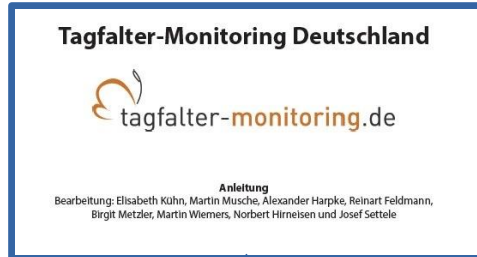 Tagfalter-Monitoring Deutschland
tagfalter-monitoring.de
Anleitung
Bearbeitung: Elisabeth Kühn, Martin Musche, Alexander Harpke, Reinart Feldmann,
Birgit Metzler, Martin Wiemers, Norbert Hirneisen und Josef Settele